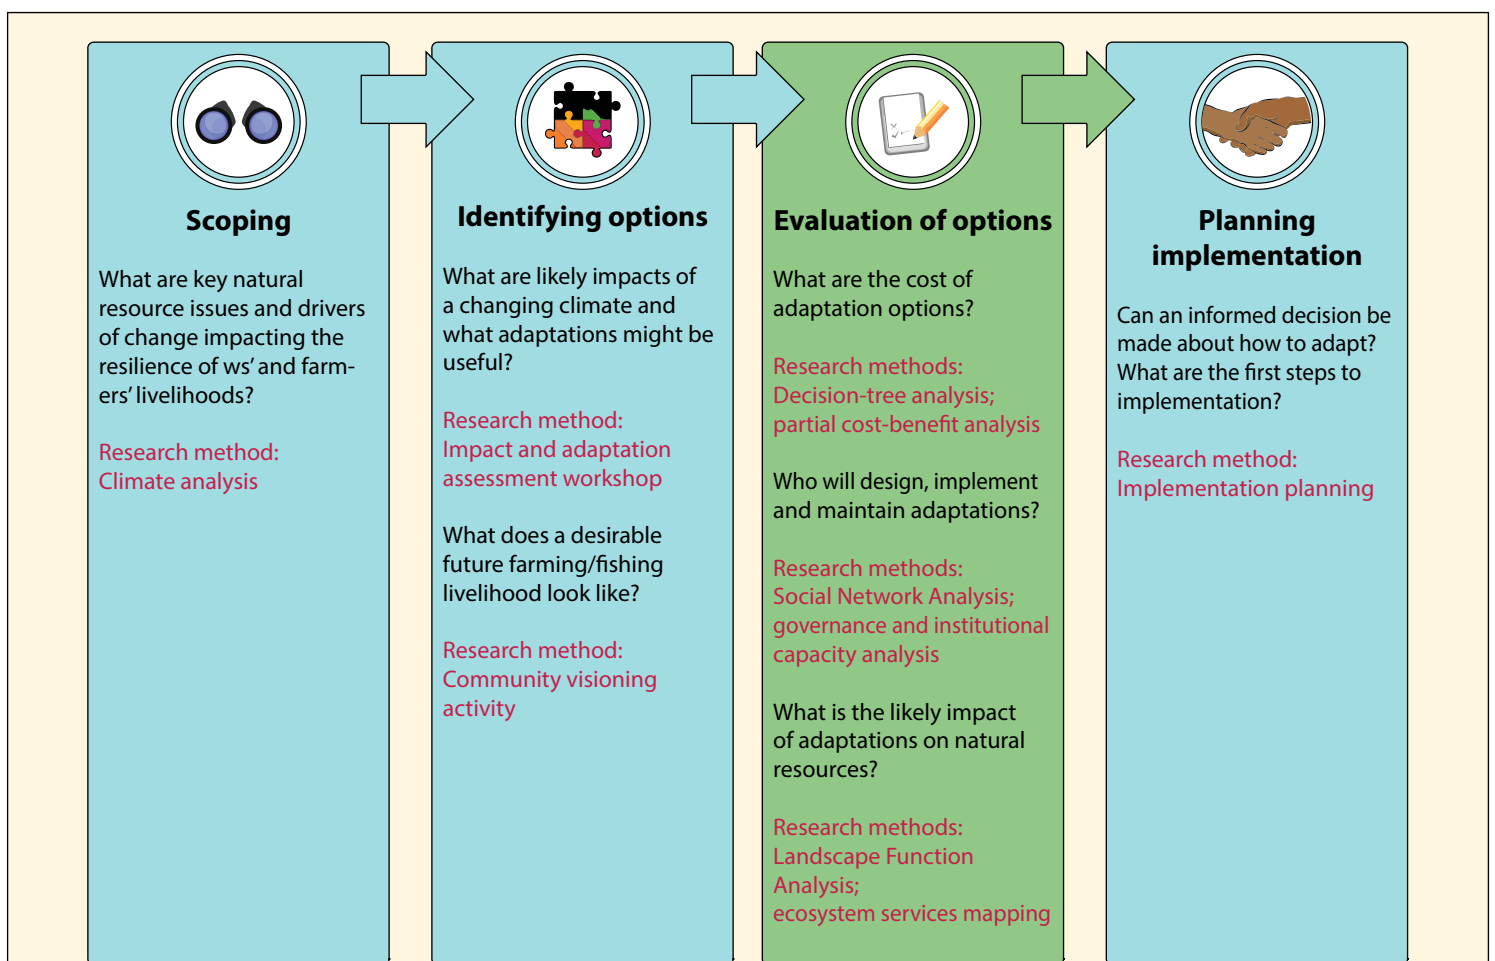 Scoping
What are key natural
resource issues and drivers
of change impacting the
resilience of ws’ and farm-
ers’ livelihoods?
Research method:
Climate analysis
Identifying options
What are likely impacts of
a changing climate and
what adaptations might be
useful?
Research method:
Impact and adaptation
assessment workshop
What does a desirable
future farming/fishing
livelihood look like?
Research method:
Community visioning
activity
Evaluation of options
What are the cost of
adaptation options?
Research methods:
Decision-tree analysis;
partial cost-benefit analysis
Who will design, implement
and maintain adaptations?
Research methods:
Social Network Analysis;
governance and institutional
capacity analysis
What is the likely impact
of adaptations on natural
resources?
Research methods:
Landscape Function
Analysis;
ecosystem services mapping
Planning
implementation
Can an informed decision be
made about how to adapt?
What are the first steps to
implementation?
Research method:
Implementation planning